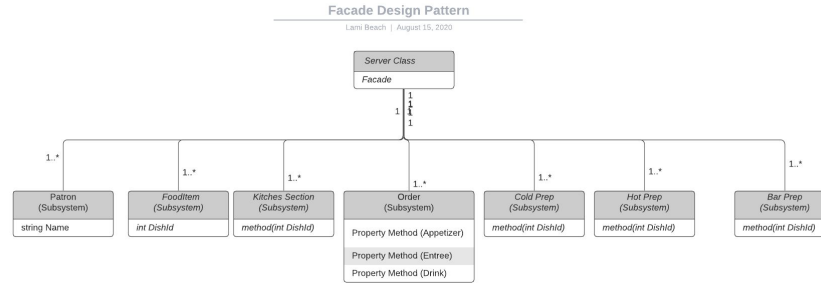 Facade Design Pattern
Lami Beach | August 15, 2020
Server Class
Facade
1
1
1
1
1
1..*
1..*
1..*
1..*
1..*
1..*
1..*
Patron
(Subsystem)
string Name
FoodItem
(Subsystem)
int DishId
Kitches Section
(Subsystem)
method(int DishId)
Order
(Subsystem)
Property Method (Appetizer)
Property Method (Entree)
Property Method (Drink)
Cold Prep
(Subsystem)
method(int DishId)
Hot Prep
(Subsystem)
method(int DishId)
Bar Prep
(Subsystem)
method(int DishId)